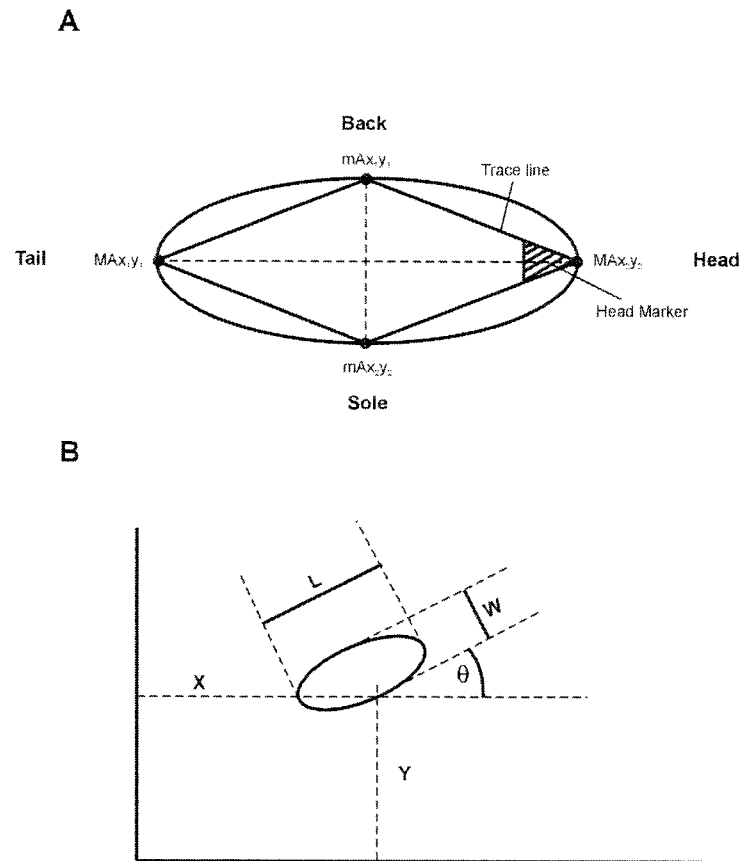 A
Back
mAx₁y₁
Trace line
Tail
MAx₁y₁
MAx₂y₂
Head
Head Marker
mAx₂y₂
Sole
B
L
W
X
θ
Y